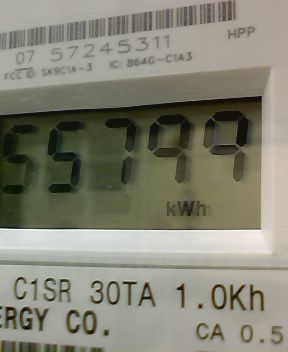 07 57245311
HPP
FCC ID: SK9C1A-3 IC: 864G-C1A3
55799
kWh
C1SR 30TA 1.0Kh
ERGY CO.
CA 0.5